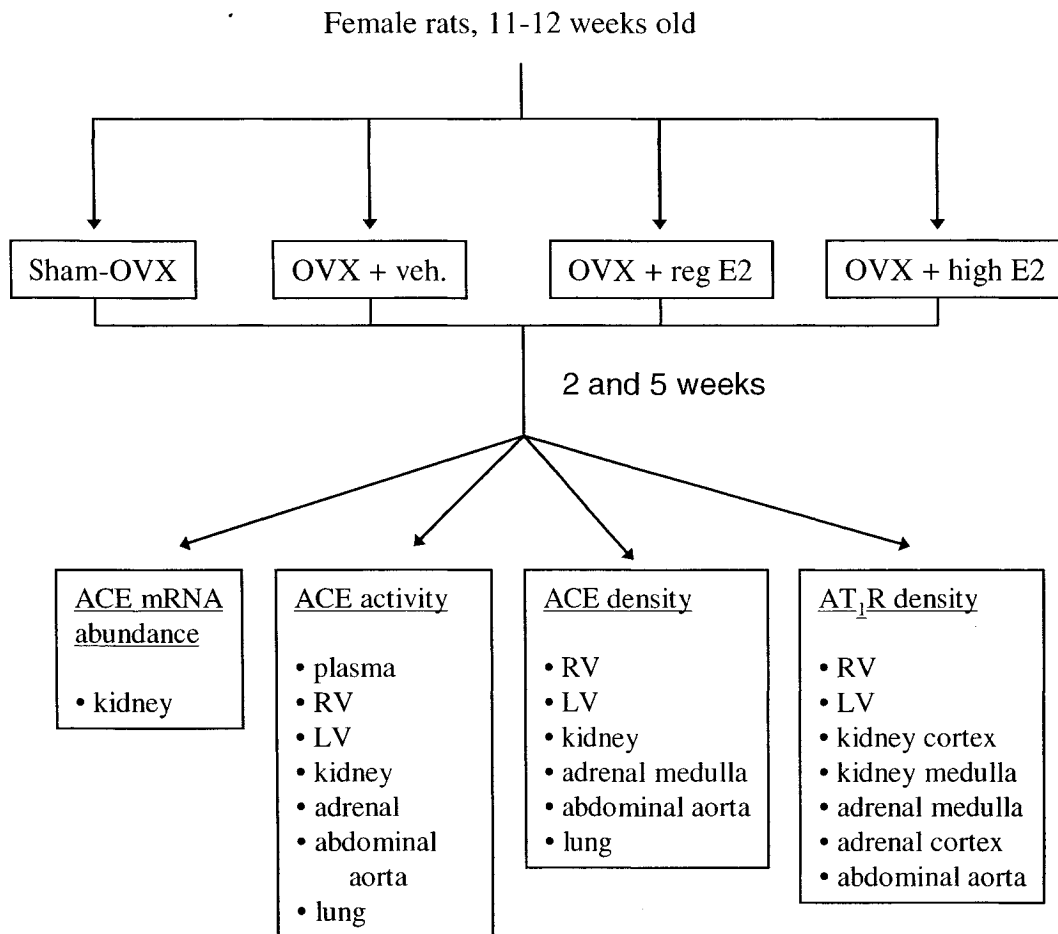 Female rats, 11-12 weeks old
Sham-OVX
OVX + veh.
OVX + reg E2
OVX + high E2
2 and 5 weeks
ACE mRNA
abundance
• kidney
ACE activity
• plasma
• RV
• LV
• kidney
• adrenal
• abdominal
aorta
• lung
ACE density
• RV
• LV
• kidney
• adrenal medulla
• abdominal aorta
• lung
AT₁R density
• RV
• LV
• kidney cortex
• kidney medulla
• adrenal medulla
• adrenal cortex
• abdominal aorta